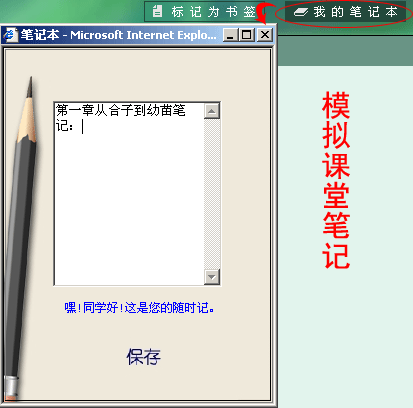 标记为书签
我的笔记本
笔记本 - Microsoft Internet Explo...
第一章从合子到幼苗笔
记：
嘿!同学好!这是您的随时记。
保存
模拟课堂笔记